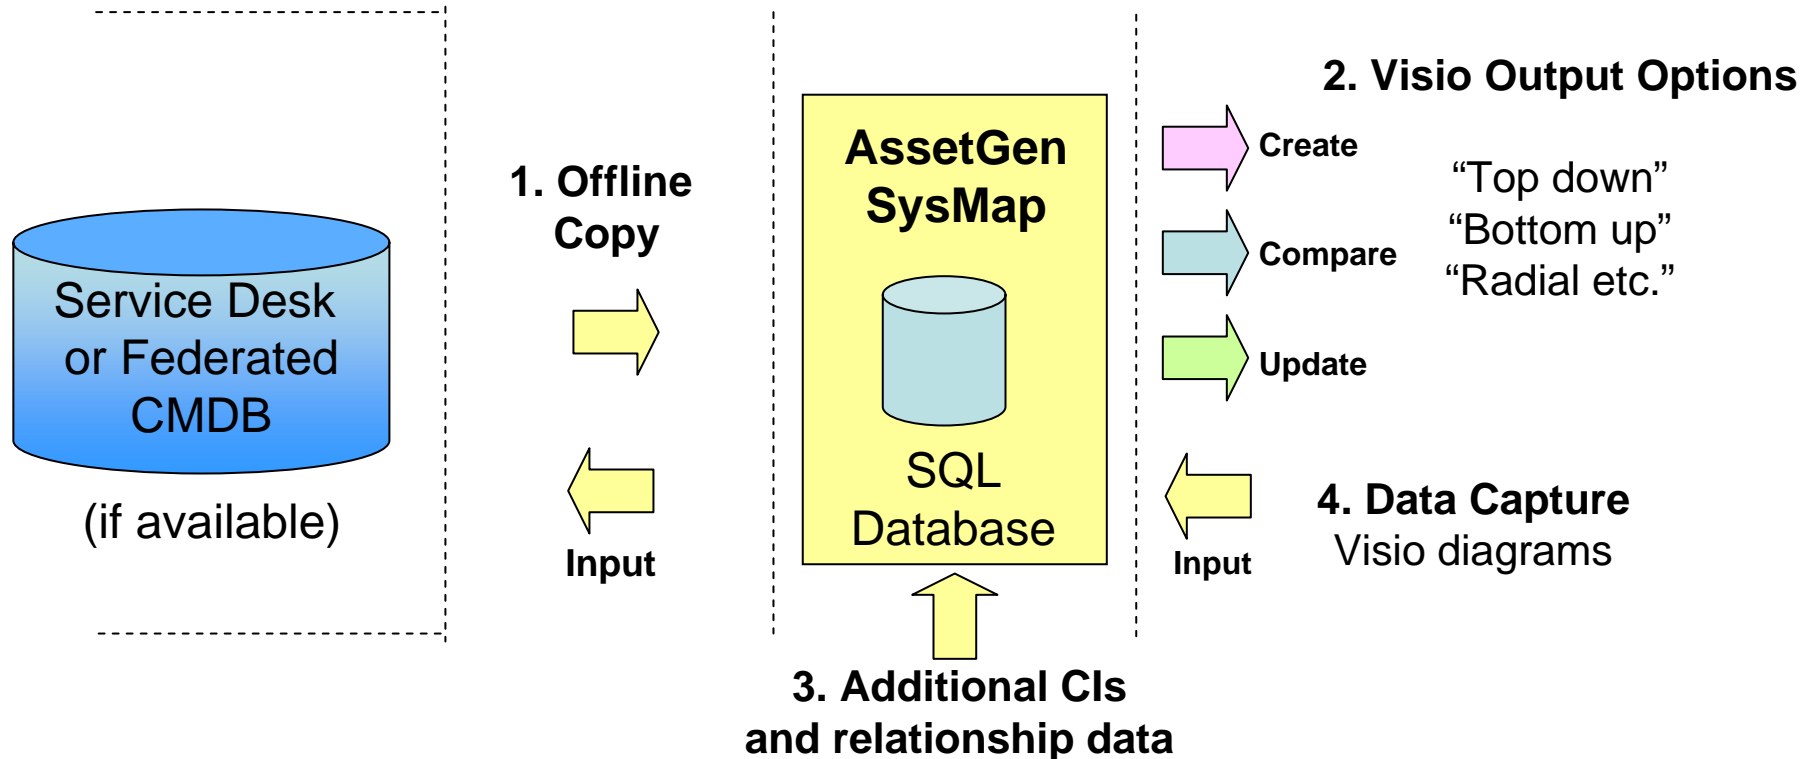 Service Desk
or Federated
CMDB
(if available)
1. Offline
Copy
Input
AssetGen
SysMap
SQL
Database
3. Additional CIs
and relationship data
2. Visio Output Options
Create
Compare
Update
“Top down”
“Bottom up”
“Radial etc.”
Input
4. Data Capture
Visio diagrams